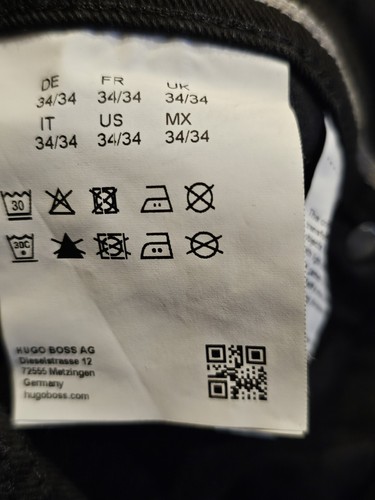 DE FR UK
34/34 34/34 34/34
IT US MX
34/34 34/34 34/34
30
30C
HUGO BOSS AG
Dieselstrasse 12
72555 Metzingen
Germany
hugoboss.com